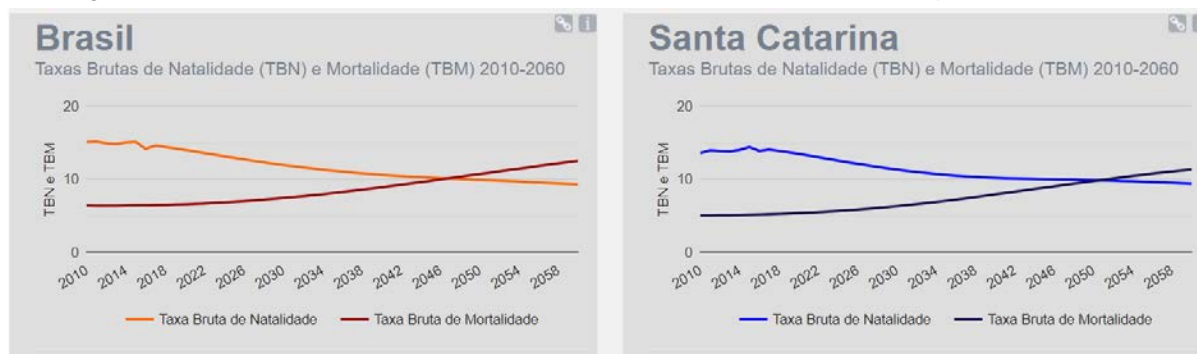 Brasil
Taxas Brutas de Natalidade (TBN) e Mortalidade (TBM) 2010-2060
20
10
0
TBN e TBM
2010 2014 2018 2022 2026 2030 2034 2038 2042 2046 2050 2054 2058
Taxa Bruta de Natalidade Taxa Bruta de Mortalidade
Santa Catarina
Taxas Brutas de Natalidade (TBN) e Mortalidade (TBM) 2010-2060
20
10
0
TBN e TBM
2010 2014 2018 2022 2026 2030 2034 2038 2042 2046 2050 2054 2058
Taxa Bruta de Natalidade Taxa Bruta de Mortalidade